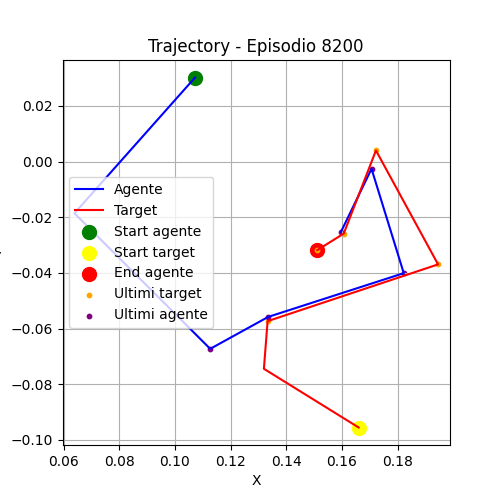 Trajectory - Episodio 8200
0.02
0.00
−0.02
−0.04
−0.06
−0.08
−0.10
Agente
Target
Start agente
Start target
End agente
Ultimi target
Ultimi agente
0.06 0.08 0.10 0.12 0.14 0.16 0.18
X